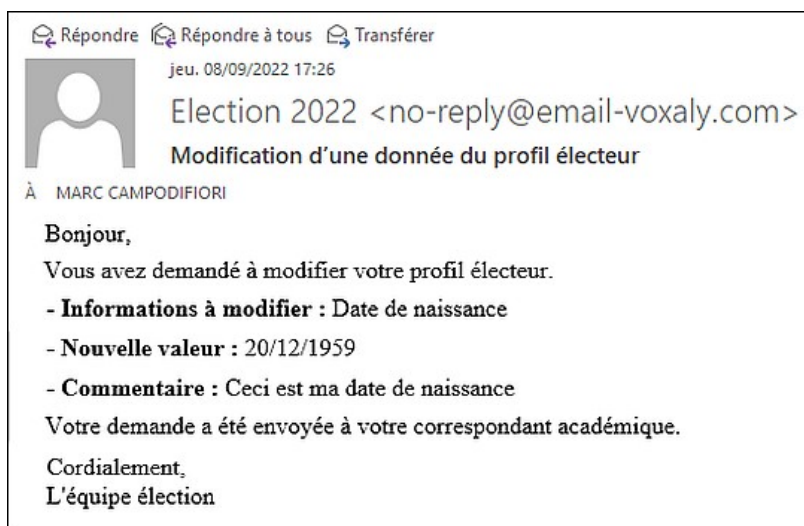 Répondre Répondre à tous Transférer
jeu. 08/09/2022 17:26
Election 2022 <no-reply@email-voxaly.com>
Modification d’une donnée du profil électeur
À MARC CAMPODIFIORI
Bonjour,
Vous avez demandé à modifier votre profil électeur.
- Informations à modifier : Date de naissance
- Nouvelle valeur : 20/12/1959
- Commentaire : Ceci est ma date de naissance
Votre demande a été envoyée à votre correspondant académique.
Cordialement,
L'équipe élection